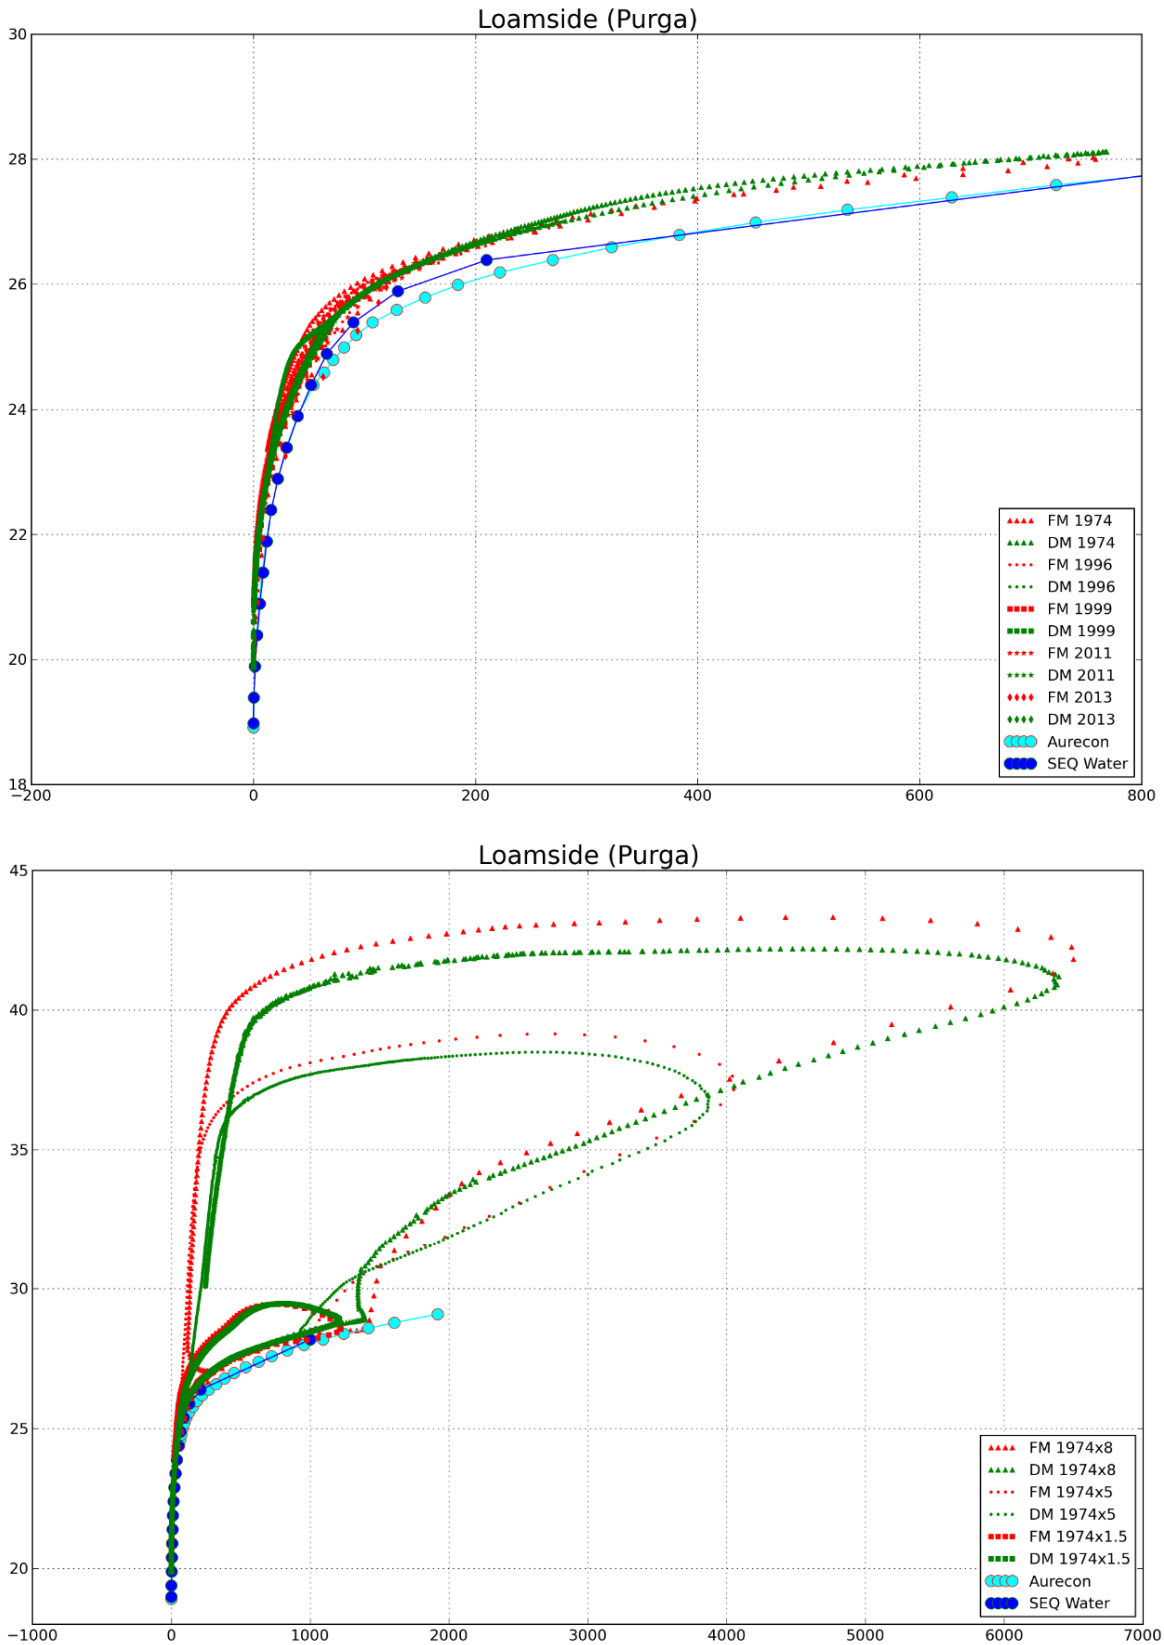 Loamside (Purga)
30
28
26
24
22
20
18
−200
0
200
400
600
800
FM 1974
DM 1974
FM 1996
DM 1996
FM 1999
DM 1999
FM 2011
DM 2011
FM 2013
DM 2013
Aurecon
SEQ Water
Loamside (Purga)
45
40
35
30
25
20
−1000
0
1000
2000
3000
4000
5000
6000
7000
FM 1974x8
DM 1974x8
FM 1974x5
DM 1974x5
FM 1974x1.5
DM 1974x1.5
Aurecon
SEQ Water